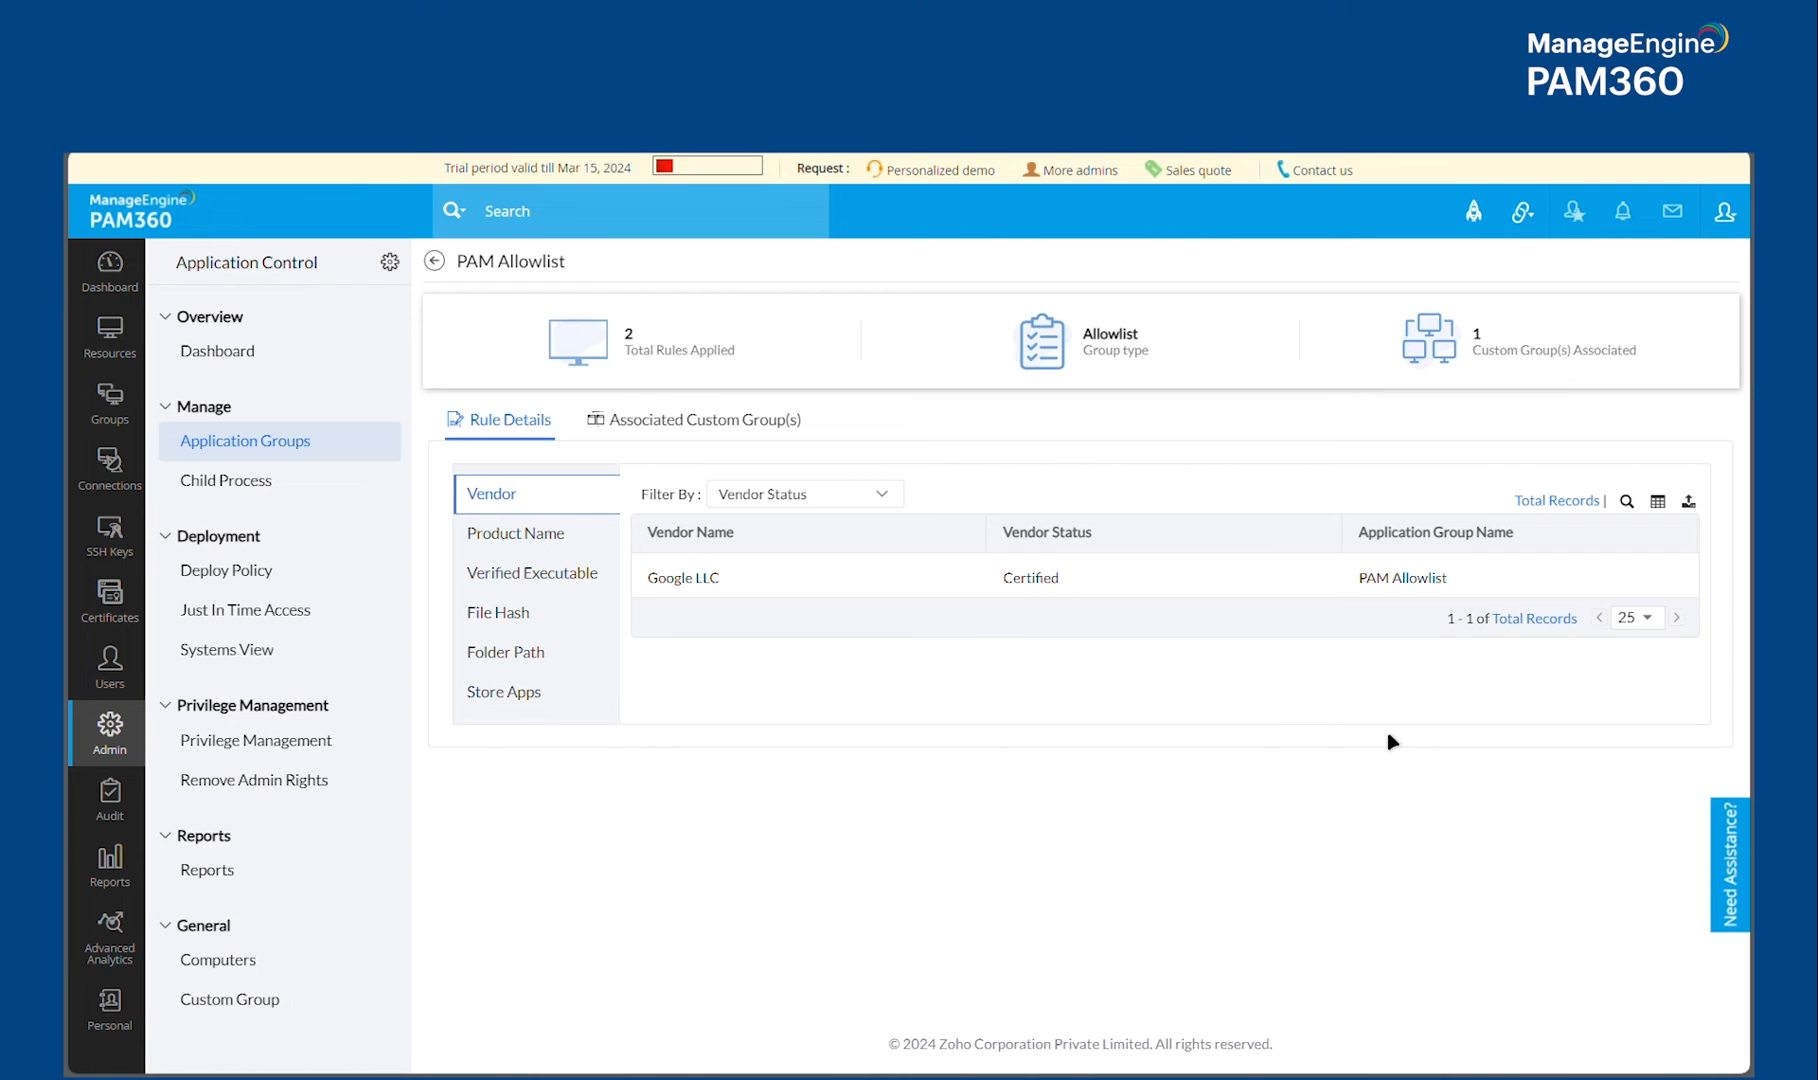 ManageEngine
PAM360
Trial period valid till Mar 15, 2024
Request :
Personalized demo
More admins
Sales quote
Contact us
ManageEngine
PAM360
Search
Dashboard
Resources
Groups
Connections
SSH Keys
Certificates
Users
Admin
Audit
Reports
Advanced
Analytics
Personal
Application Control
Overview
Dashboard
Manage
Application Groups
Child Process
Deployment
Deploy Policy
Just In Time Access
Systems View
Privilege Management
Privilege Management
Remove Admin Rights
Reports
Reports
General
Computers
Custom Group
PAM Allowlist
2
Total Rules Applied
Allowlist
Group type
1
Custom Group(s) Associated
Rule Details
Associated Custom Group(s)
Vendor
Product Name
Verified Executable
File Hash
Folder Path
Store Apps
Filter By : Vendor Status
Total Records |
Vendor Name Vendor Status Application Group Name
Google LLC Certified PAM Allowlist
1 - 1 of Total Records 25
Need Assistance?
© 2024 Zoho Corporation Private Limited. All rights reserved.